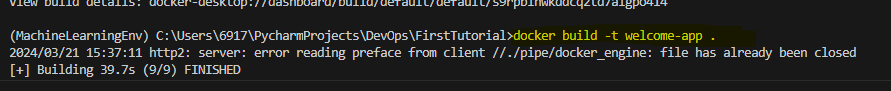 View build details: docker-desktop://dashboard/build/default/default/
(MachineLearningEnv) C:\Users\6917\PycharmProjects\DevOps\FirstTutorial>docker build -t welcome-app .
2024/03/21 15:37:11 http2: server: error reading preface from client //./pipe/docker_engine: file has already been closed
[+] Building 39.7s (9/9) FINISHED